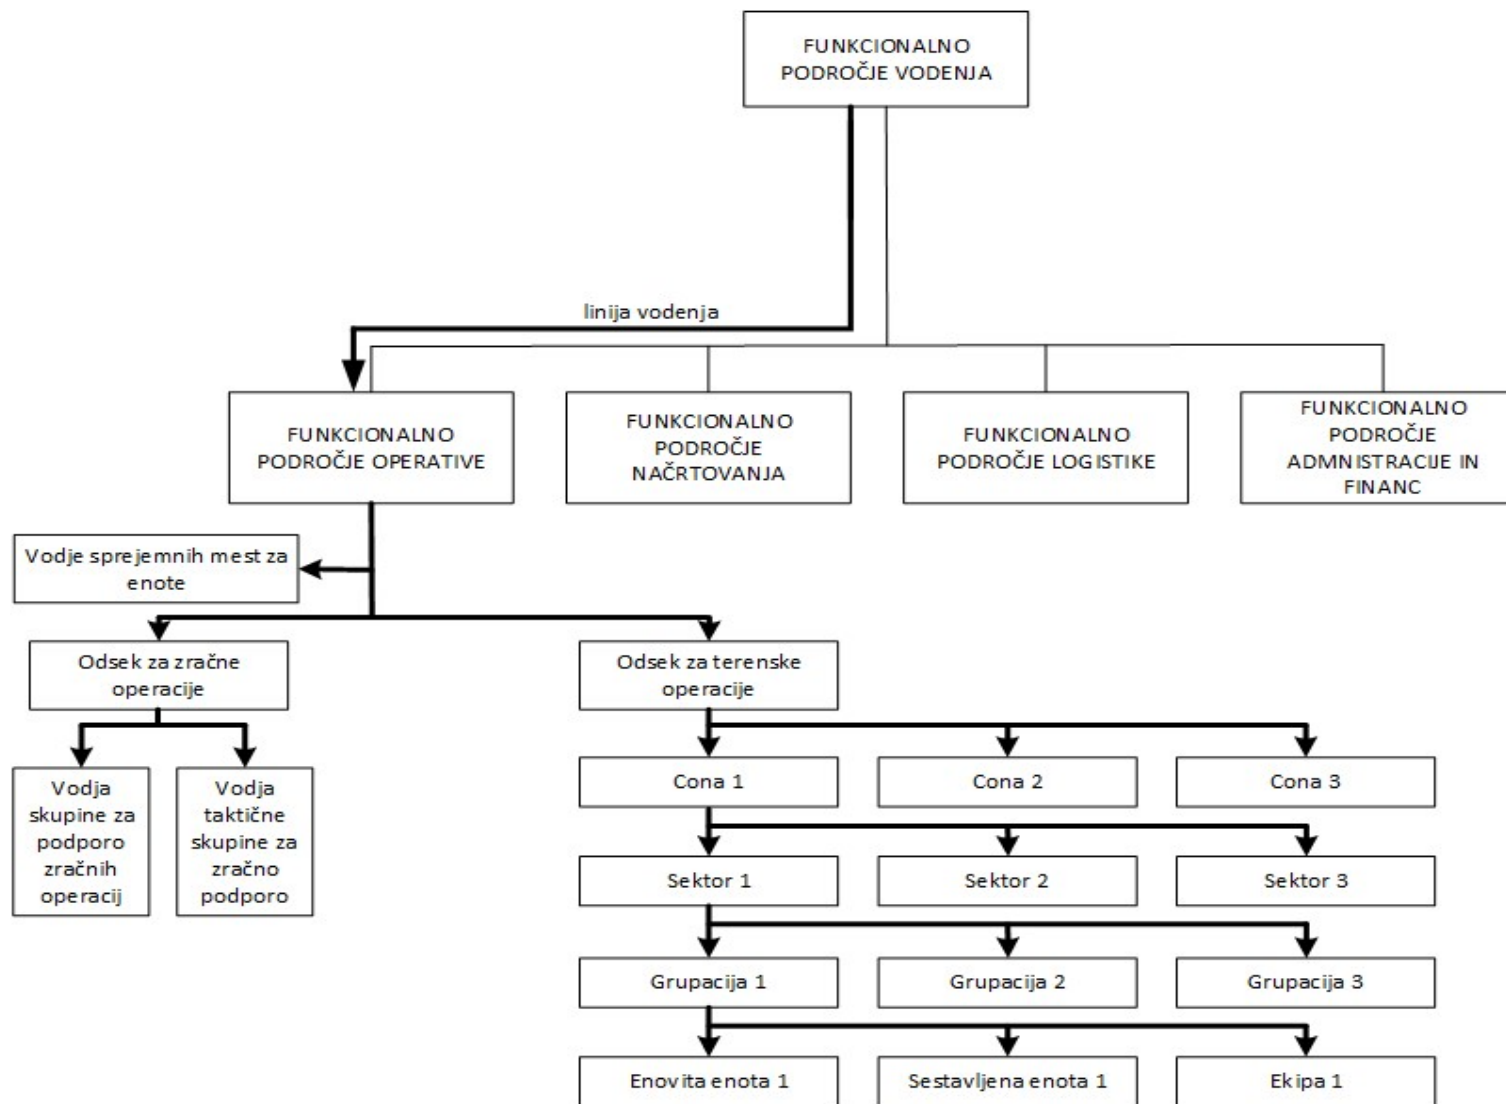 FUNKCIONALNO
PODROČJE VODENJA
linija vodenja
FUNKCIONALNO
PODROČJE OPERATIVE
FUNKCIONALNO
PODROČJE
NAČRTOVANJA
FUNKCIONALNO
PODROČJE LOGISTIKE
FUNKCIONALNO
PODROČJE
ADMNISTRACIJE IN
FINANC
Vodje sprejemnih mest za
enote
Odsek za zračne
operacije
Odsek za terenske
operacije
Vodja
skupine za
podporo
zračnih
operacij
Vodja
taktične
skupine za
zračno
podporo
Cona 1
Cona 2
Cona 3
Sektor 1
Sektor 2
Sektor 3
Grupacija 1
Grupacija 2
Grupacija 3
Enovita enota 1
Sestavljena enota 1
Ekipa 1